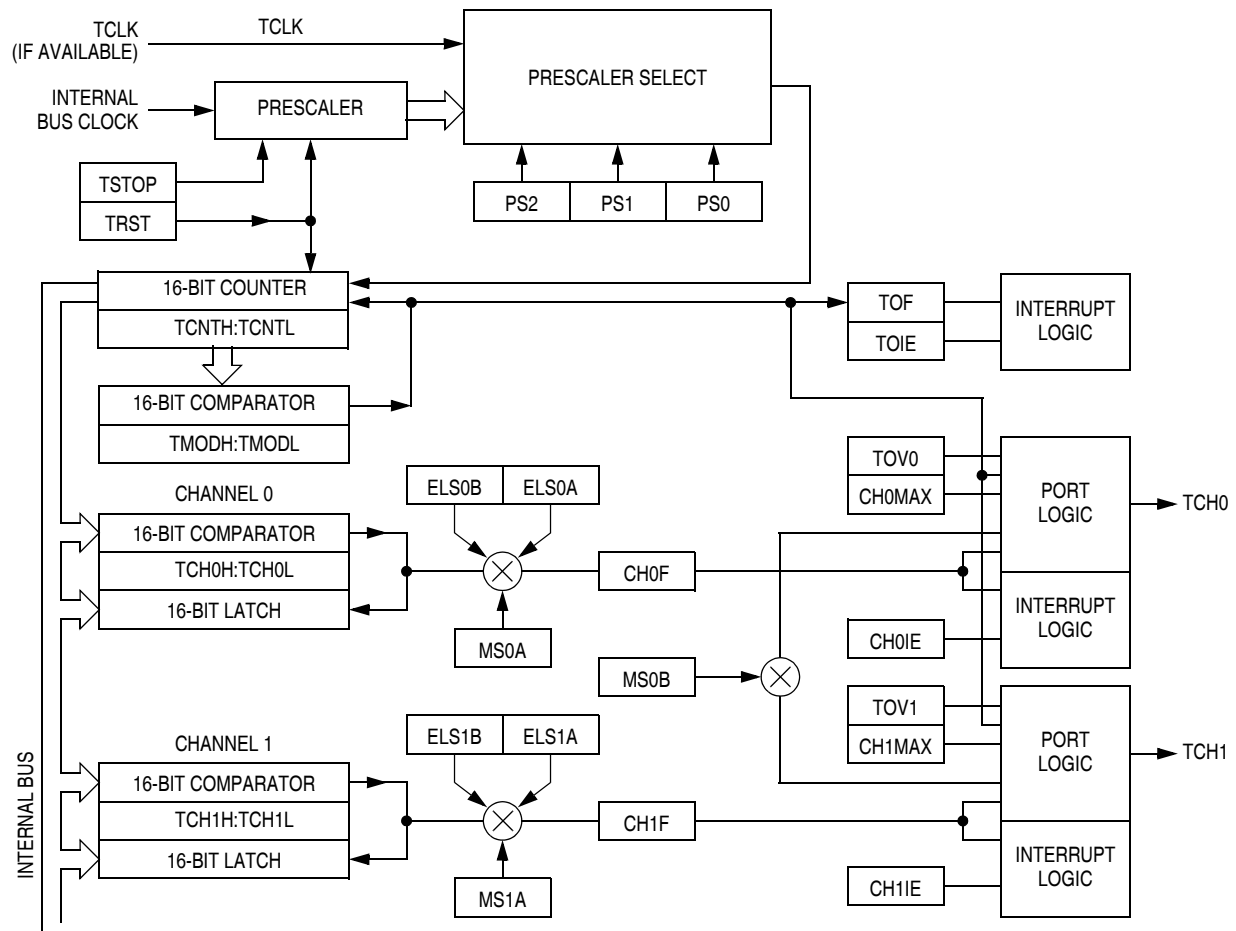 TCLK
(IF AVAILABLE)
TCLK
PRESCALER SELECT
INTERNAL
BUS CLOCK
PRESCALER
TSTOP
TRST
PS2
PS1
PS0
16-BIT COUNTER
TCNTH:TCNTL
TOF
TOIE
INTERRUPT
LOGIC
16-BIT COMPARATOR
TMODH:TMODL
CHANNEL 0
ELS0B
ELS0A
TOV0
CH0MAX
PORT
LOGIC
TCH0
16-BIT COMPARATOR
TCH0H:TCH0L
16-BIT LATCH
CH0F
MS0A
INTERRUPT
LOGIC
CH0IE
MS0B
CHANNEL 1
ELS1B
ELS1A
TOV1
CH1MAX
PORT
LOGIC
TCH1
16-BIT COMPARATOR
TCH1H:TCH1L
16-BIT LATCH
CH1F
MS1A
INTERRUPT
LOGIC
CH1IE
INTERNAL BUS